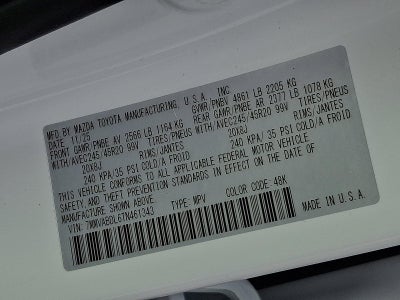 MFD BY MAZDA TOYOTA MANUFACTURING, U.S.A., INC
DATE: 11/25 GVWR/PNBV 4861 LB 2205 KG
FRONT GAWR/PNBE AV 2566 LB 1164 KG REAR GAWR/PNBE AR 2377 LB 1078 KG
WITH/AVEC245/45R20 99V TIRES/PNEUS WITH/AVEC245/45R20 99V TIRES/PNEUS
20X8J RIMS/JANTES 20X8J RIMS/JANTES
240 KPA/35 PSI COLD/A FROID 240 KPA/35 PSI COLD/A FROID
THIS VEHICLE CONFORMS TO ALL APPLICABLE FEDERAL MOTOR VEHICLE
SAFETY AND THEFT PREVENTION STANDARDS IN EFFECT ON THE DATE OF
MANUFACTURE SHOWN ABOVE.
VIN: 7MMVABDL6TN461343 TYPE: MPV COLOR CODE: 48K
MADE IN U.S.A.